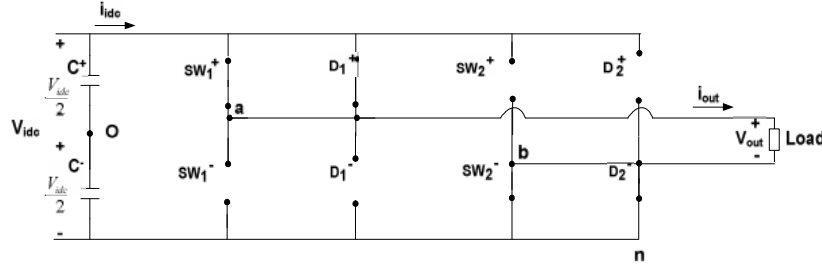 i_idc
+
C⁺
SW₁⁺
D₁⁺
SW₂⁺
D₂⁺
V_idc
2
i_out
a
V_idc
O
+
V_out
Load
-
+
C⁻
SW₁⁻
D₁⁻
b
SW₂⁻
D₂⁻
V_idc
2
-
n